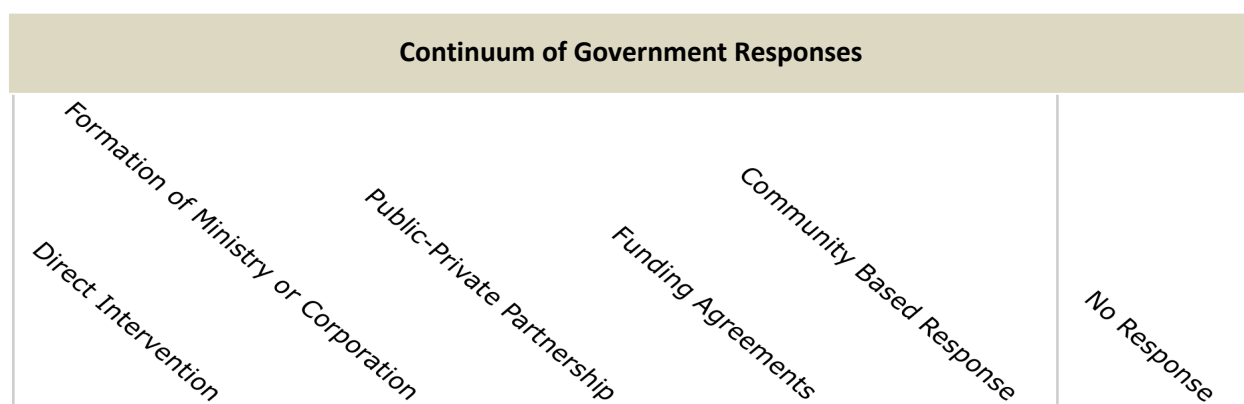 Continuum of Government Responses
Direct Intervention
Formation of Ministry or Corporation
Public-Private Partnership
Funding Agreements
Community Based Response
No Response